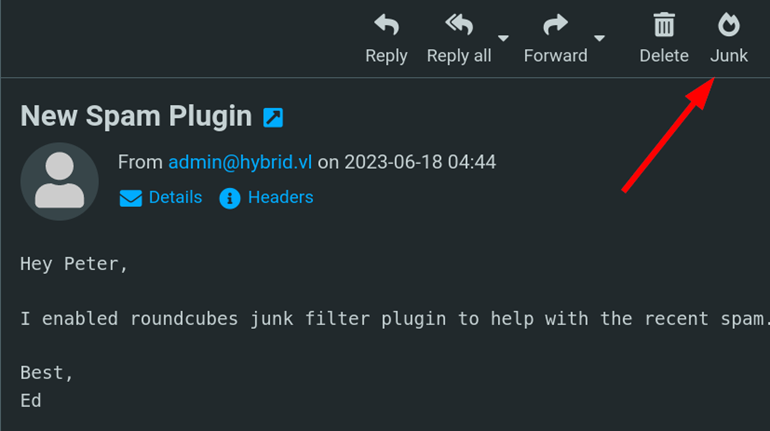 Reply Reply all Forward Delete Junk
New Spam Plugin
From admin@hybrid.vl on 2023-06-18 04:44
Details Headers
Hey Peter,
I enabled roundcubes junk filter plugin to help with the recent spam.
Best,
Ed